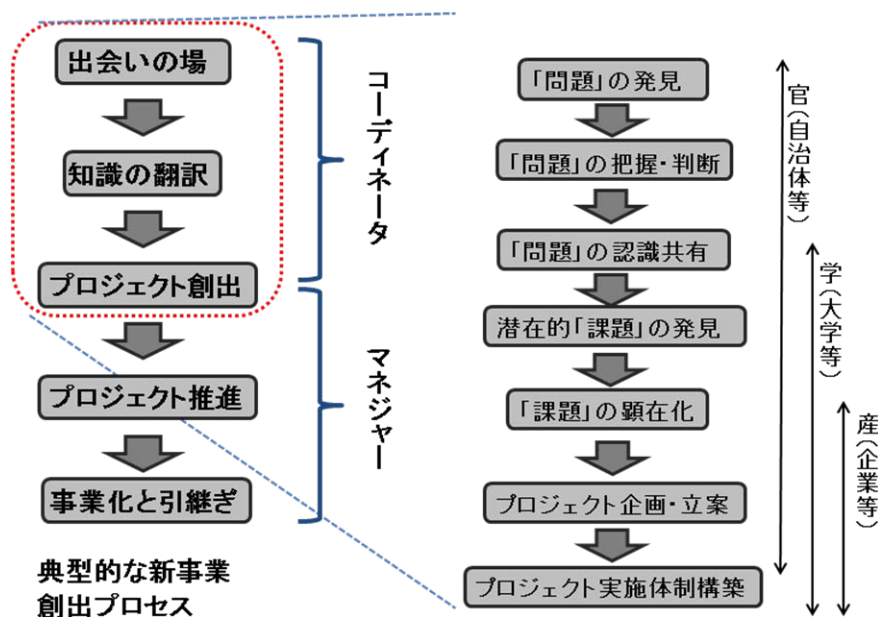 出会いの場
知識の翻訳
プロジェクト創出
プロジェクト推進
事業化と引継ぎ
典型的な新事業
創出プロセス
コーディネータ
マネジャー
「問題」の発見
「問題」の把握・判断
「問題」の認識共有
潜在的「課題」の発見
「課題」の顕在化
プロジェクト企画・立案
プロジェクト実施体制構築
官(自治体等)
学(大学等)
産(企業等)